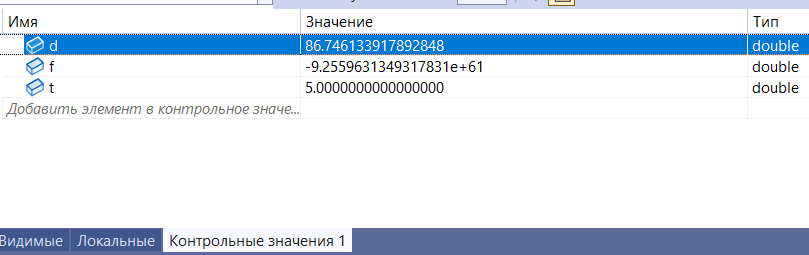 Имя Значение Тип
d 86.746133917892848 double
f -9.2559631349317831e+61 double
t 5.0000000000000000 double
Добавить элемент в контрольное значе...
Видимые Локальные Контрольные значения 1